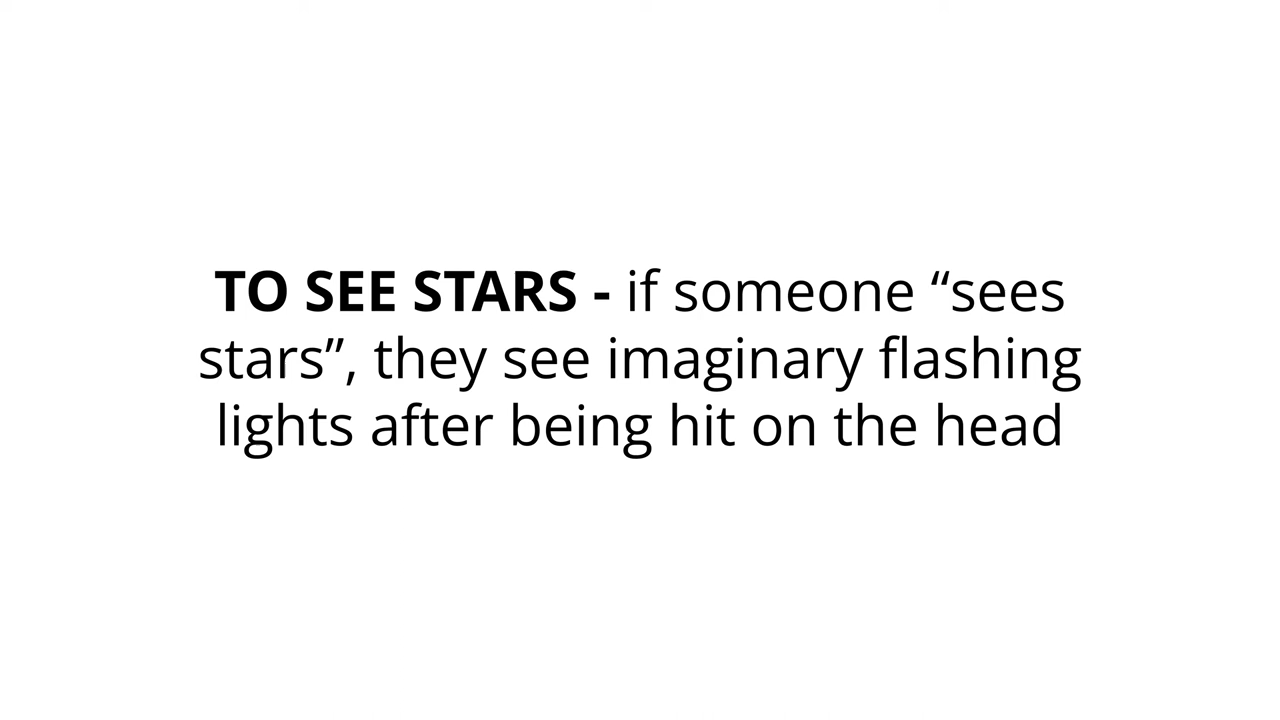 TO SEE STARS - if someone “sees
stars”, they see imaginary flashing
lights after being hit on the head